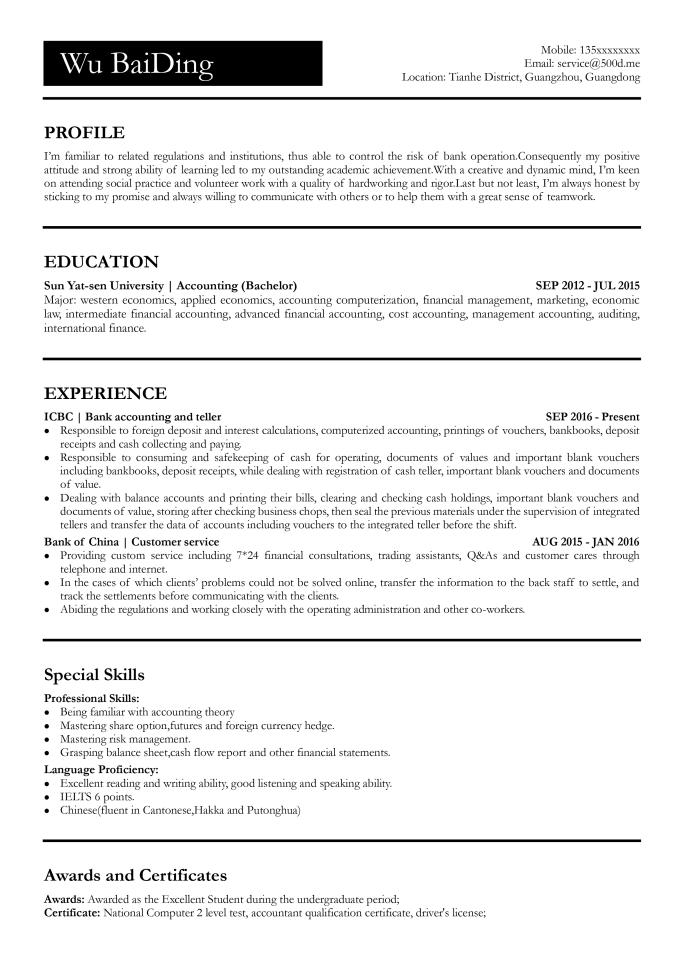 Wu BaiDing
Mobile: 135xxxxxxxx
Email: service@500d.me
Location: Tianhe District, Guangzhou, Guangdong
PROFILE
I'm familiar to related regulations and institutions, thus able to control the risk of bank operation.Consequently my positive
attitude and strong ability of learning led to my outstanding academic achievement.With a creative and dynamic mind, I'm keen
on attending social practice and volunteer work with a quality of hardworking and rigor.Last but not least, I'm always honest by
sticking to my promise and always willing to communicate with others or to help them with a great sense of teamwork.
EDUCATION
Sun Yat-sen University | Accounting (Bachelor) SEP 2012 - JUL 2015
Major: western economics, applied economics, accounting computerization, financial management, marketing, economic
law, intermediate financial accounting, advanced financial accounting, cost accounting, management accounting, auditing,
international finance.
EXPERIENCE
ICBC | Bank accounting and teller SEP 2016 - Present
● Responsible to foreign deposit and interest calculations, computerized accounting, printings of vouchers, bankbooks, deposit
receipts and cash collecting and paying.
● Responsible to consuming and safekeeping of cash for operating, documents of values and important blank vouchers
including bankbooks, deposit receipts, while dealing with registration of cash teller, important blank vouchers and documents
of value.
● Dealing with balance accounts and printing their bills, clearing and checking cash holdings, important blank vouchers and
documents of value, storing after checking business chops, then seal the previous materials under the supervision of integrated
tellers and transfer the data of accounts including vouchers to the integrated teller before the shift.
Bank of China | Customer service AUG 2015 - JAN 2016
● Providing custom service including 7*24 financial consultations, trading assistants, Q&As and customer cares through
telephone and internet.
● In the cases of which clients' problems could not be solved online, transfer the information to the back staff to settle, and
track the settlements before communicating with the clients.
● Abiding the regulations and working closely with the operating administration and other co-workers.
Special Skills
Professional Skills:
● Being familiar with accounting theory
● Mastering share option,futures and foreign currency hedge.
● Mastering risk management.
● Grasping balance sheet,cash flow report and other financial statements.
Language Proficiency:
● Excellent reading and writing ability, good listening and speaking ability.
● IELTS 6 points.
● Chinese(fluent in Cantonese,Hakka and Putonghua)
Awards and Certificates
Awards: Awarded as the Excellent Student during the undergraduate period;
Certificate: National Computer 2 level test, accountant qualification certificate, driver's license;